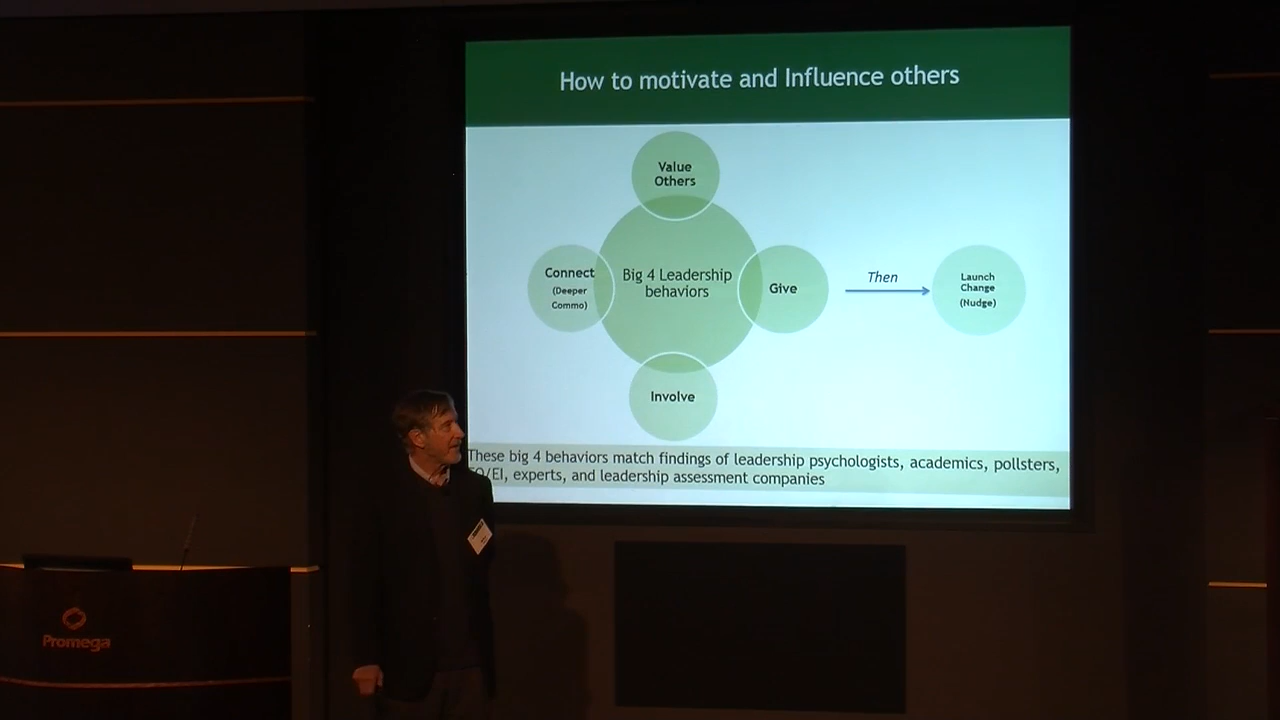 How to motivate and Influence others
Value
Others
Connect
(Deeper
Commo)
Big 4 Leadership
behaviors
Give
Then
Launch
Change
(Nudge)
Involve
These big 4 behaviors match findings of leadership psychologists, academics, pollsters,
EQ/EI, experts, and leadership assessment companies
Promega